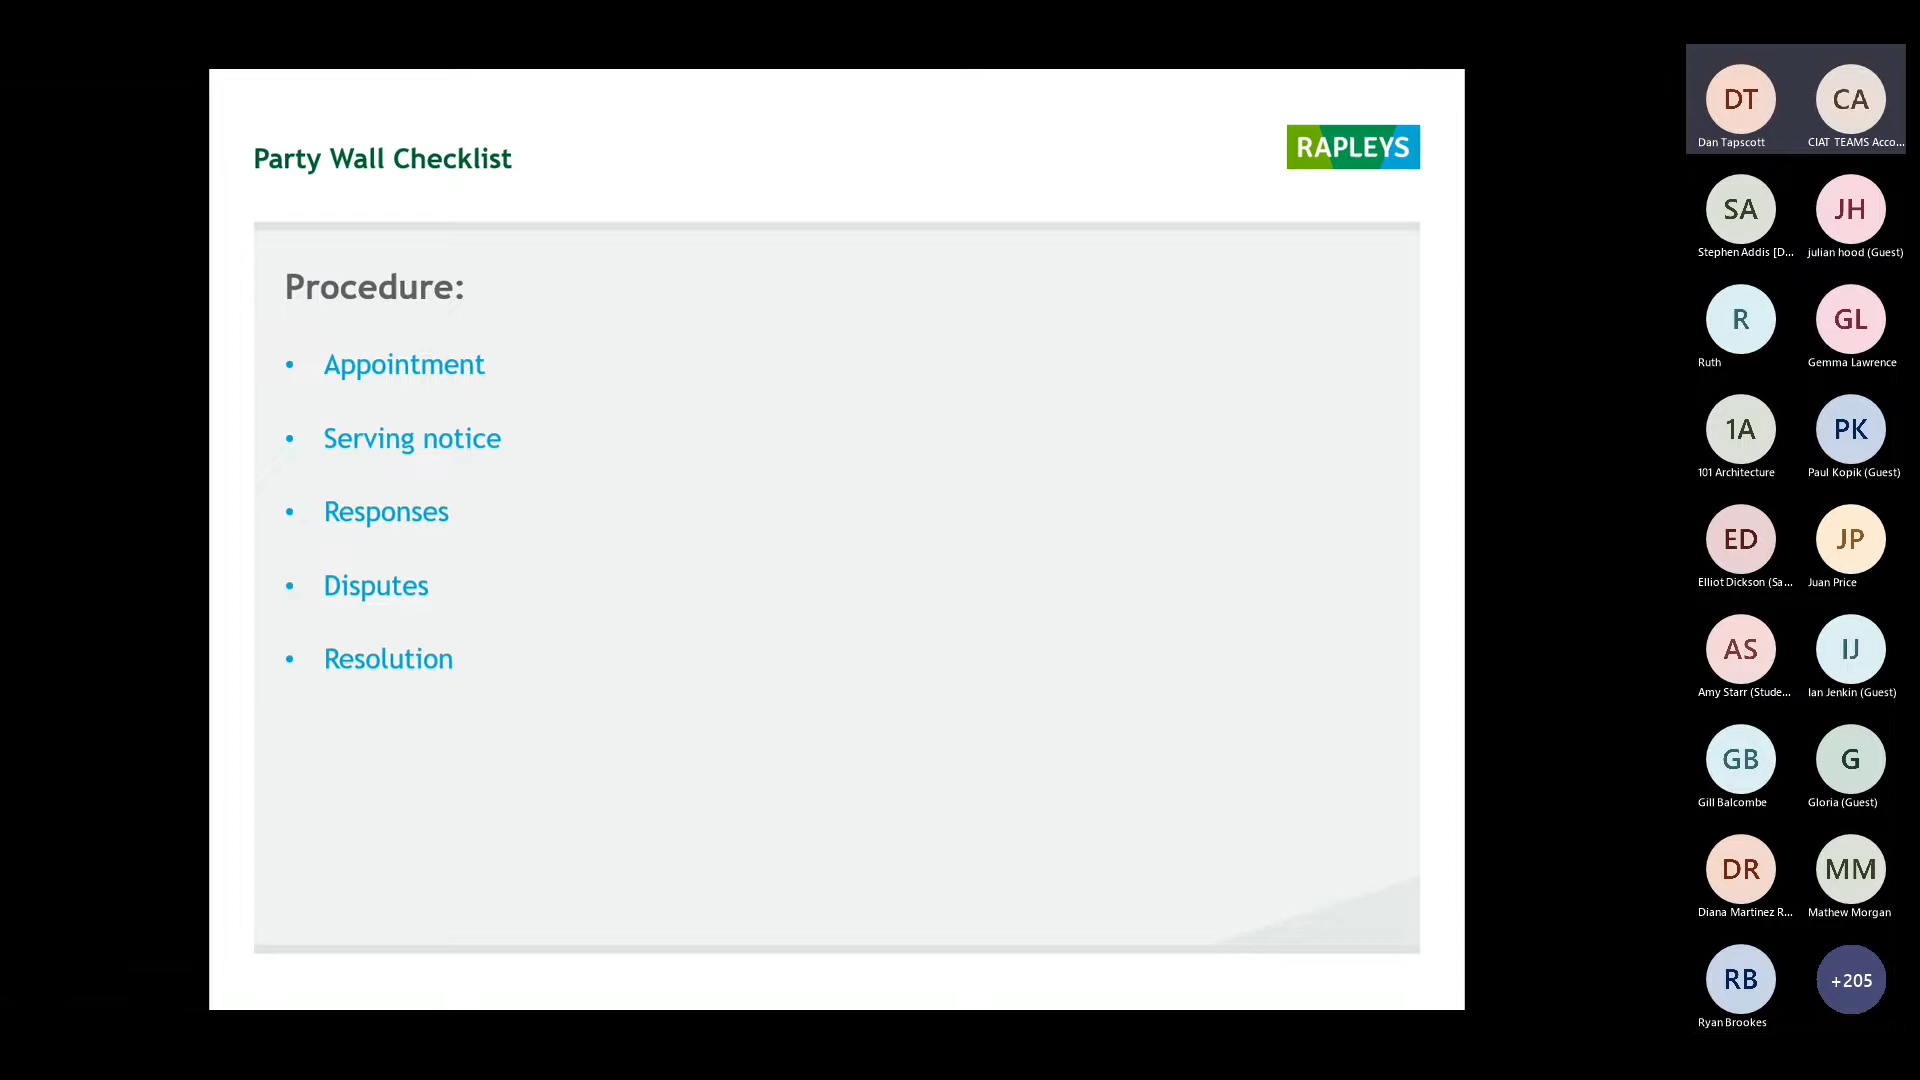 Party Wall Checklist
RAPLEYS
Procedure:
• Appointment
• Serving notice
• Responses
• Disputes
• Resolution
DT
Dan Tapscott
CA
CIAT TEAMS Acco...
SA
Stephen Addis [D...
JH
julian hood (Guest)
R
Ruth
GL
Gemma Lawrence
1A
101 Architecture
PK
Paul Kopik (Guest)
ED
Elliot Dickson (Sa...
JP
Juan Price
AS
Amy Starr (Stude...
IJ
Ian Jenkin (Guest)
GB
Gill Balcombe
G
Gloria (Guest)
DR
Diana Martinez R...
MM
Mathew Morgan
RB
Ryan Brookes
+205